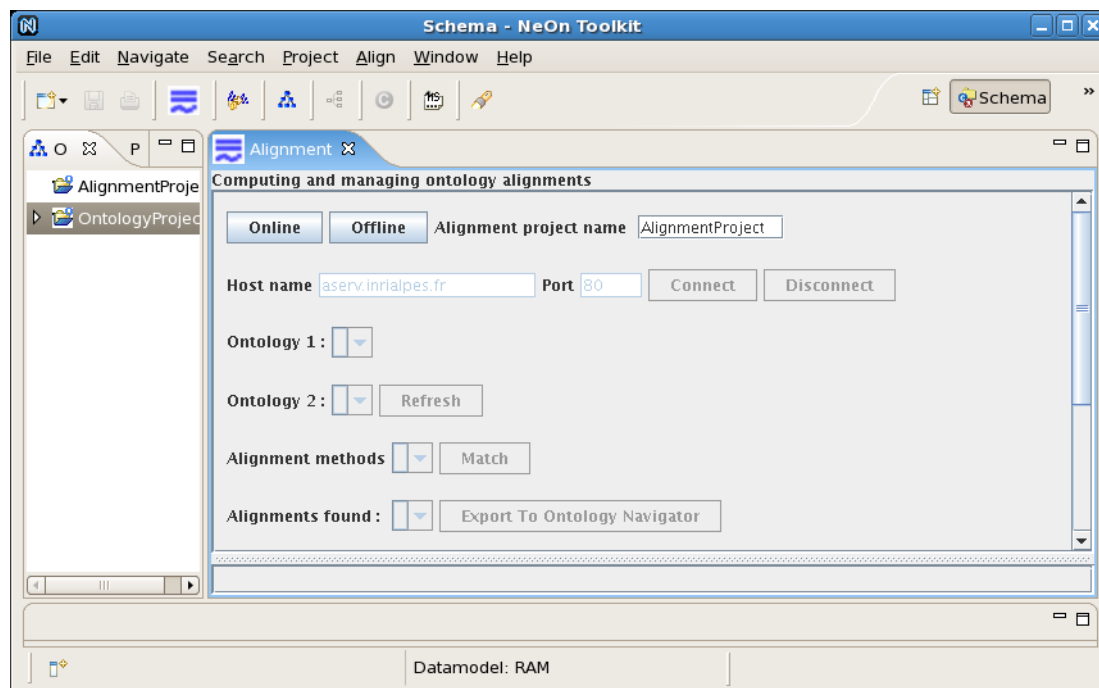 Schema - NeOn Toolkit
File Edit Navigate Search Project Align Window Help
Schema »
O P
Alignment
AlignmentProje
OntologyProjec
Computing and managing ontology alignments
Online Offline Alignment project name AlignmentProject
Host name aserv.inrialpes.fr Port 80 Connect Disconnect
Ontology 1 :
Ontology 2 : Refresh
Alignment methods Match
Alignments found : Export To Ontology Navigator
Datamodel: RAM